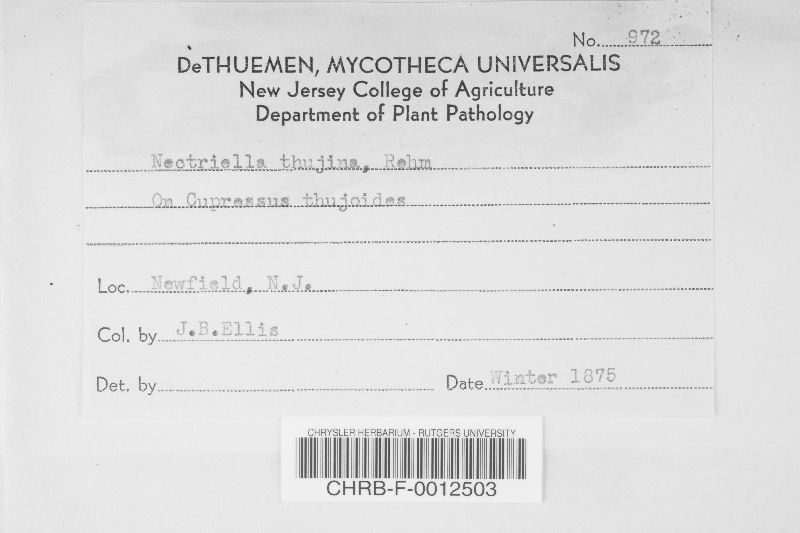 No. 972
DeTHUEMEN, MYCOTHECA UNIVERSALIS
New Jersey College of Agriculture
Department of Plant Pathology
Nectriella thujina, Rehm
On Cupressus thujoides
Loc. Newfield, N.J.
Col. by J.B.Ellis
Det. by
Date Winter 1875
CHRYSLER HERBARIUM - RUTGERS UNIVERSITY
CHRB-F-0012503